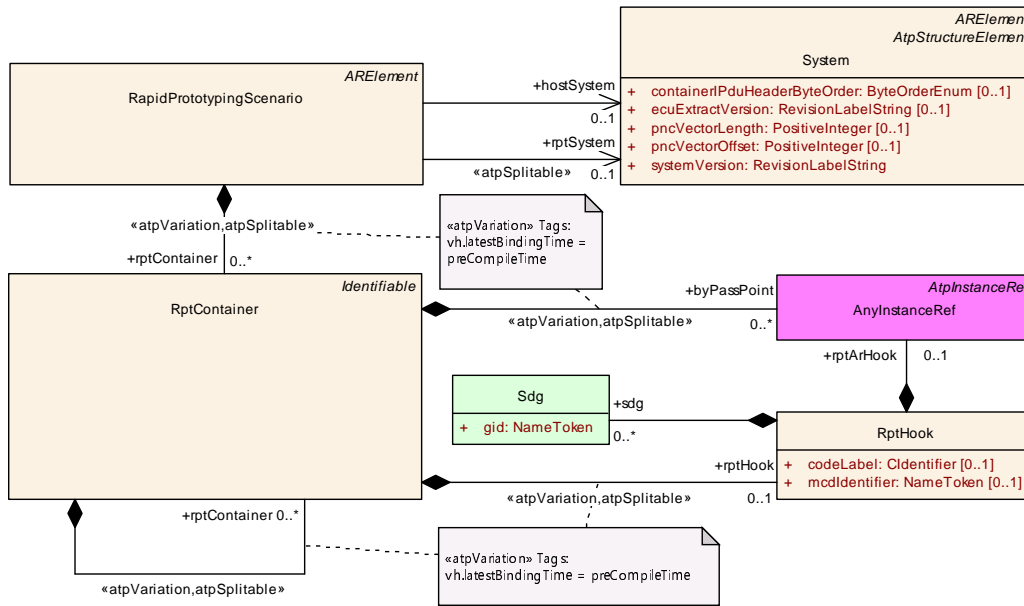 ARElemen
AtpStructureElemen
System
+ containerIPduHeaderByteOrder: ByteOrderEnum [0..1]
+ ecuExtractVersion: RevisionLabelString [0..1]
+ pncVectorLength: PositiveInteger [0..1]
+ pncVectorOffset: PositiveInteger [0..1]
+ systemVersion: RevisionLabelString
ARElement
RapidPrototypingScenario
+hostSystem
0..1
+rptSystem
«atpSplitable»
0..1
«atpVariation,atpSplitable»
+rptContainer
0..*
«atpVariation» Tags:
vh.latestBindingTime =
preCompileTime
Identifiable
RptContainer
+byPassPoint
«atpVariation,atpSplitable»
0..*
AtpInstanceRe
AnyInstanceRef
+rptArHook
0..1
Sdg
+ gid: NameToken
+sdg
0..*
RptHook
+ codeLabel: CIdentifier [0..1]
+ mcdIdentifier: NameToken [0..1]
+rptHook
«atpVariation,atpSplitable»
0..1
+rptContainer 0..*
«atpVariation,atpSplitable»
«atpVariation» Tags:
vh.latestBindingTime = preCompileTime